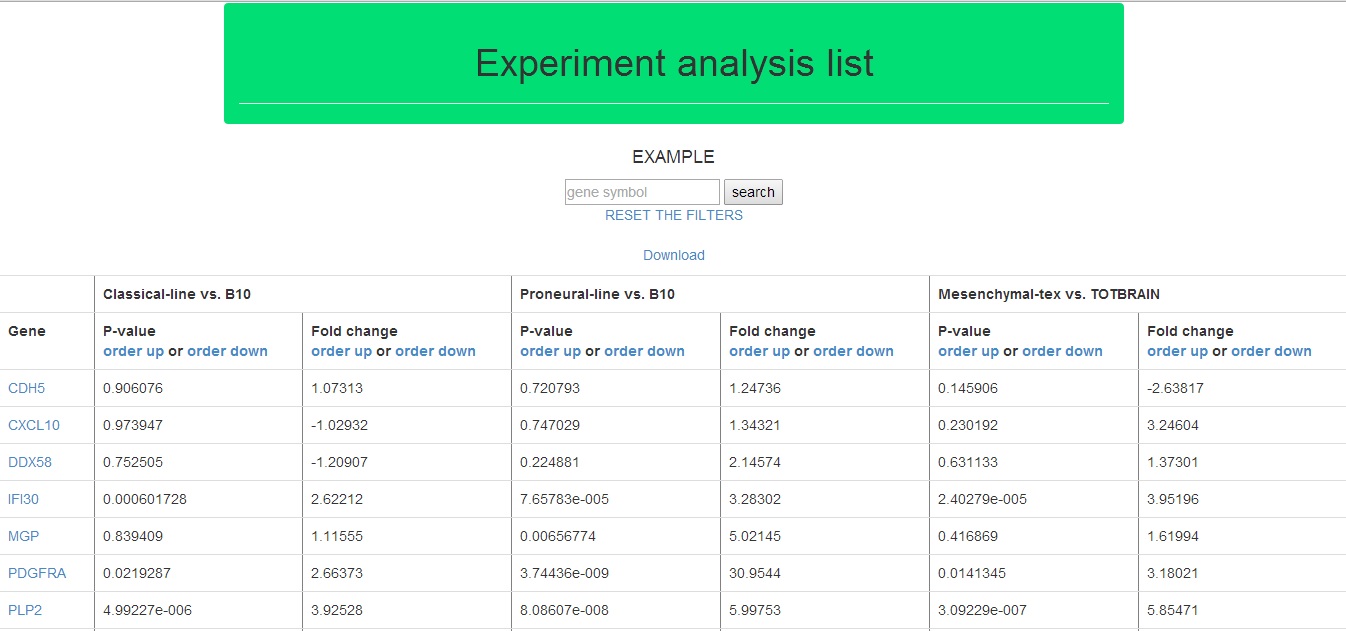 Experiment analysis list
EXAMPLE
gene symbol search
RESET THE FILTERS
Download
Classical-line vs. B10 Proneural-line vs. B10 Mesenchymal-tex vs. TOTBRAIN
Gene P-value Fold change P-value Fold change P-value Fold change
order up or order down order up or order down order up or order down order up or order down order up or order down order up or order down
CDH5 0.906076 1.07313 0.720793 1.24736 0.145906 -2.63817
CXCL10 0.973947 -1.02932 0.747029 1.34321 0.230192 3.24604
DDX58 0.752505 -1.20907 0.224881 2.14574 0.631133 1.37301
IFI30 0.000601728 2.62212 7.65783e-005 3.28302 2.40279e-005 3.95196
MGP 0.839409 1.11555 0.00656774 5.02145 0.416869 1.61994
PDGFRA 0.0219287 2.66373 3.74436e-009 30.9544 0.0141345 3.18021
PLP2 4.99227e-006 3.92528 8.08607e-008 5.99753 3.09229e-007 5.85471